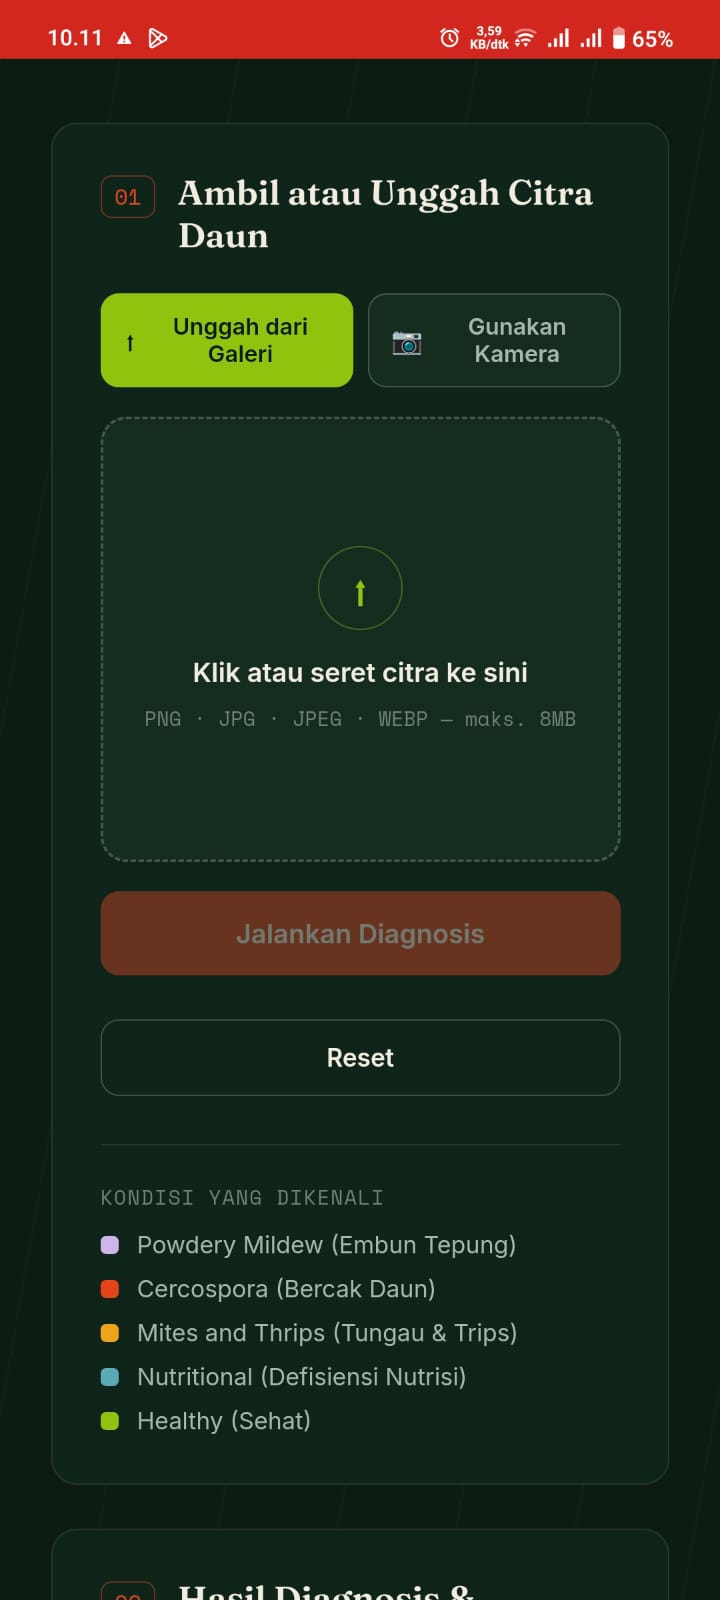 10.11
3,59
KB/dtk
65%
01
Ambil atau Unggah Citra
Daun
Unggah dari
Galeri
Gunakan
Kamera
Klik atau seret citra ke sini
PNG · JPG · JPEG · WEBP — maks. 8MB
Jalankan Diagnosis
Reset
KONDISI YANG DIKENALI
Powdery Mildew (Embun Tepung)
Cercospora (Bercak Daun)
Mites and Thrips (Tungau & Trips)
Nutritional (Defisiensi Nutrisi)
Healthy (Sehat)
Hasil Diagnosis &